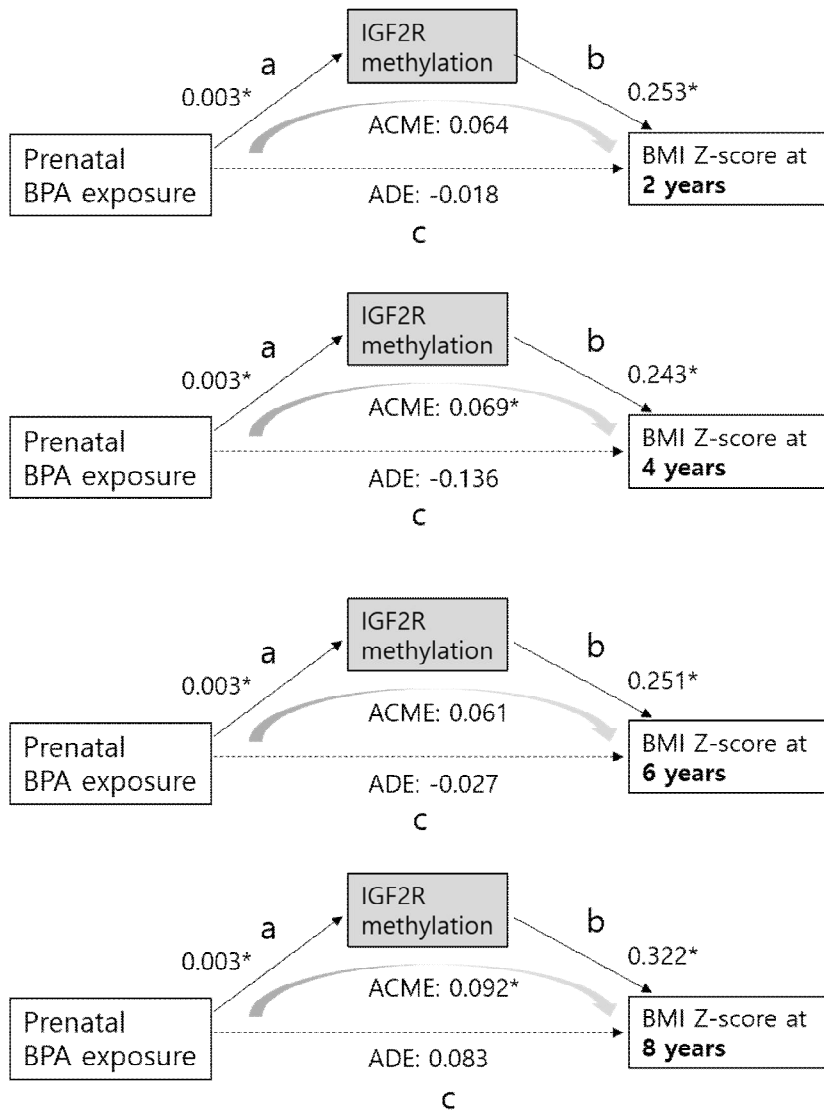 IGF2R
methylation
a
b
0.003*
0.253*
ACME: 0.064
Prenatal
BPA exposure
BMI Z-score at
2 years
ADE: -0.018
c
IGF2R
methylation
a
b
0.003*
0.243*
ACME: 0.069*
Prenatal
BPA exposure
BMI Z-score at
4 years
ADE: -0.136
c
IGF2R
methylation
a
b
0.003*
0.251*
ACME: 0.061
Prenatal
BPA exposure
BMI Z-score at
6 years
ADE: -0.027
c
IGF2R
methylation
a
b
0.003*
0.322*
ACME: 0.092*
Prenatal
BPA exposure
BMI Z-score at
8 years
ADE: 0.083
c